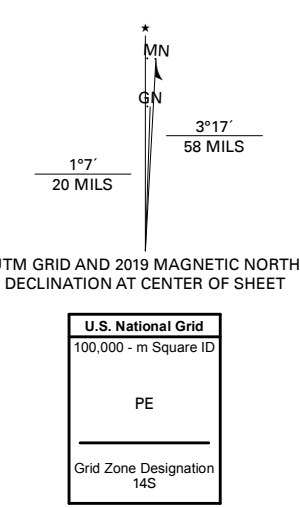 ★
MN
GN
3°17´
58 MILS
1°7´
20 MILS
UTM GRID AND 2019 MAGNETIC NORTH
DECLINATION AT CENTER OF SHEET
U.S. National Grid
100,000 - m Square ID
PE
Grid Zone Designation
14S